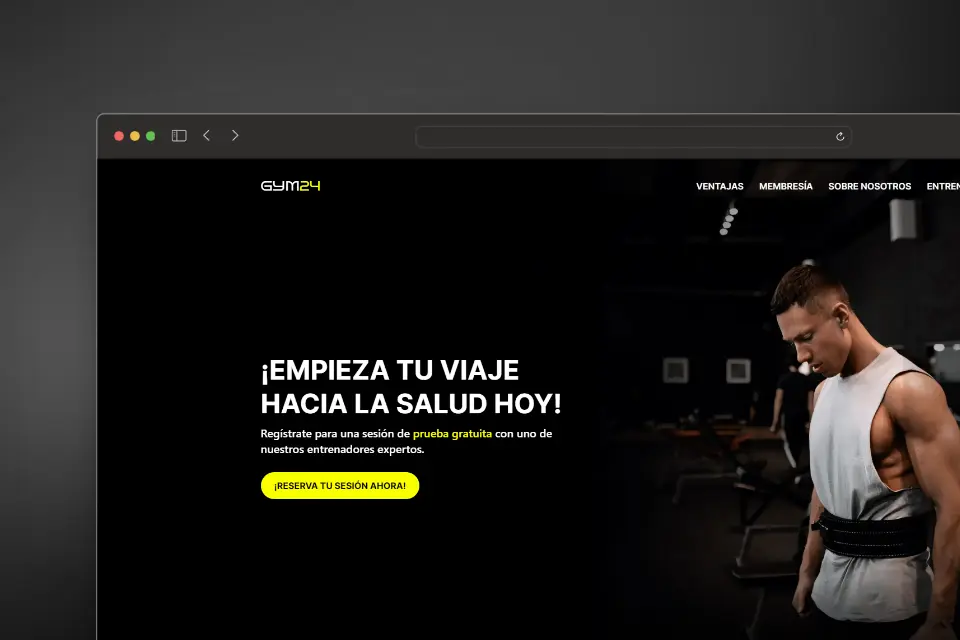 GYM24
VENTAJAS MEMBRESÍA SOBRE NOSOTROS ENTREN
¡EMPIEZA TU VIAJE
HACIA LA SALUD HOY!
Regístrate para una sesión de prueba gratuita con uno de
nuestros entrenadores expertos.
¡RESERVA TU SESIÓN AHORA!